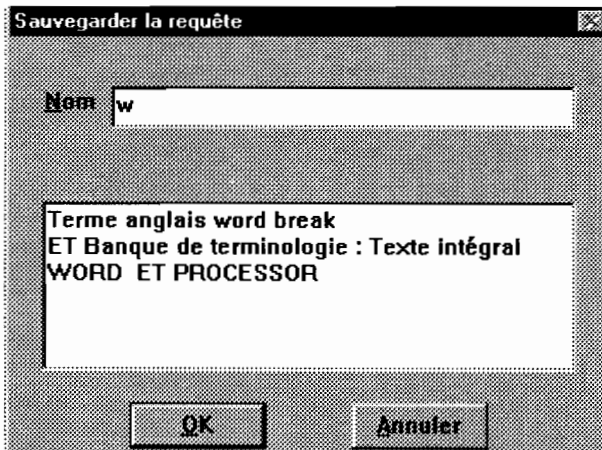 Sauvegarder la requête
Nom w
Terme anglais word break
ET Banque de terminologie : Texte intégral
WORD ET PROCESSOR
OK Annuler